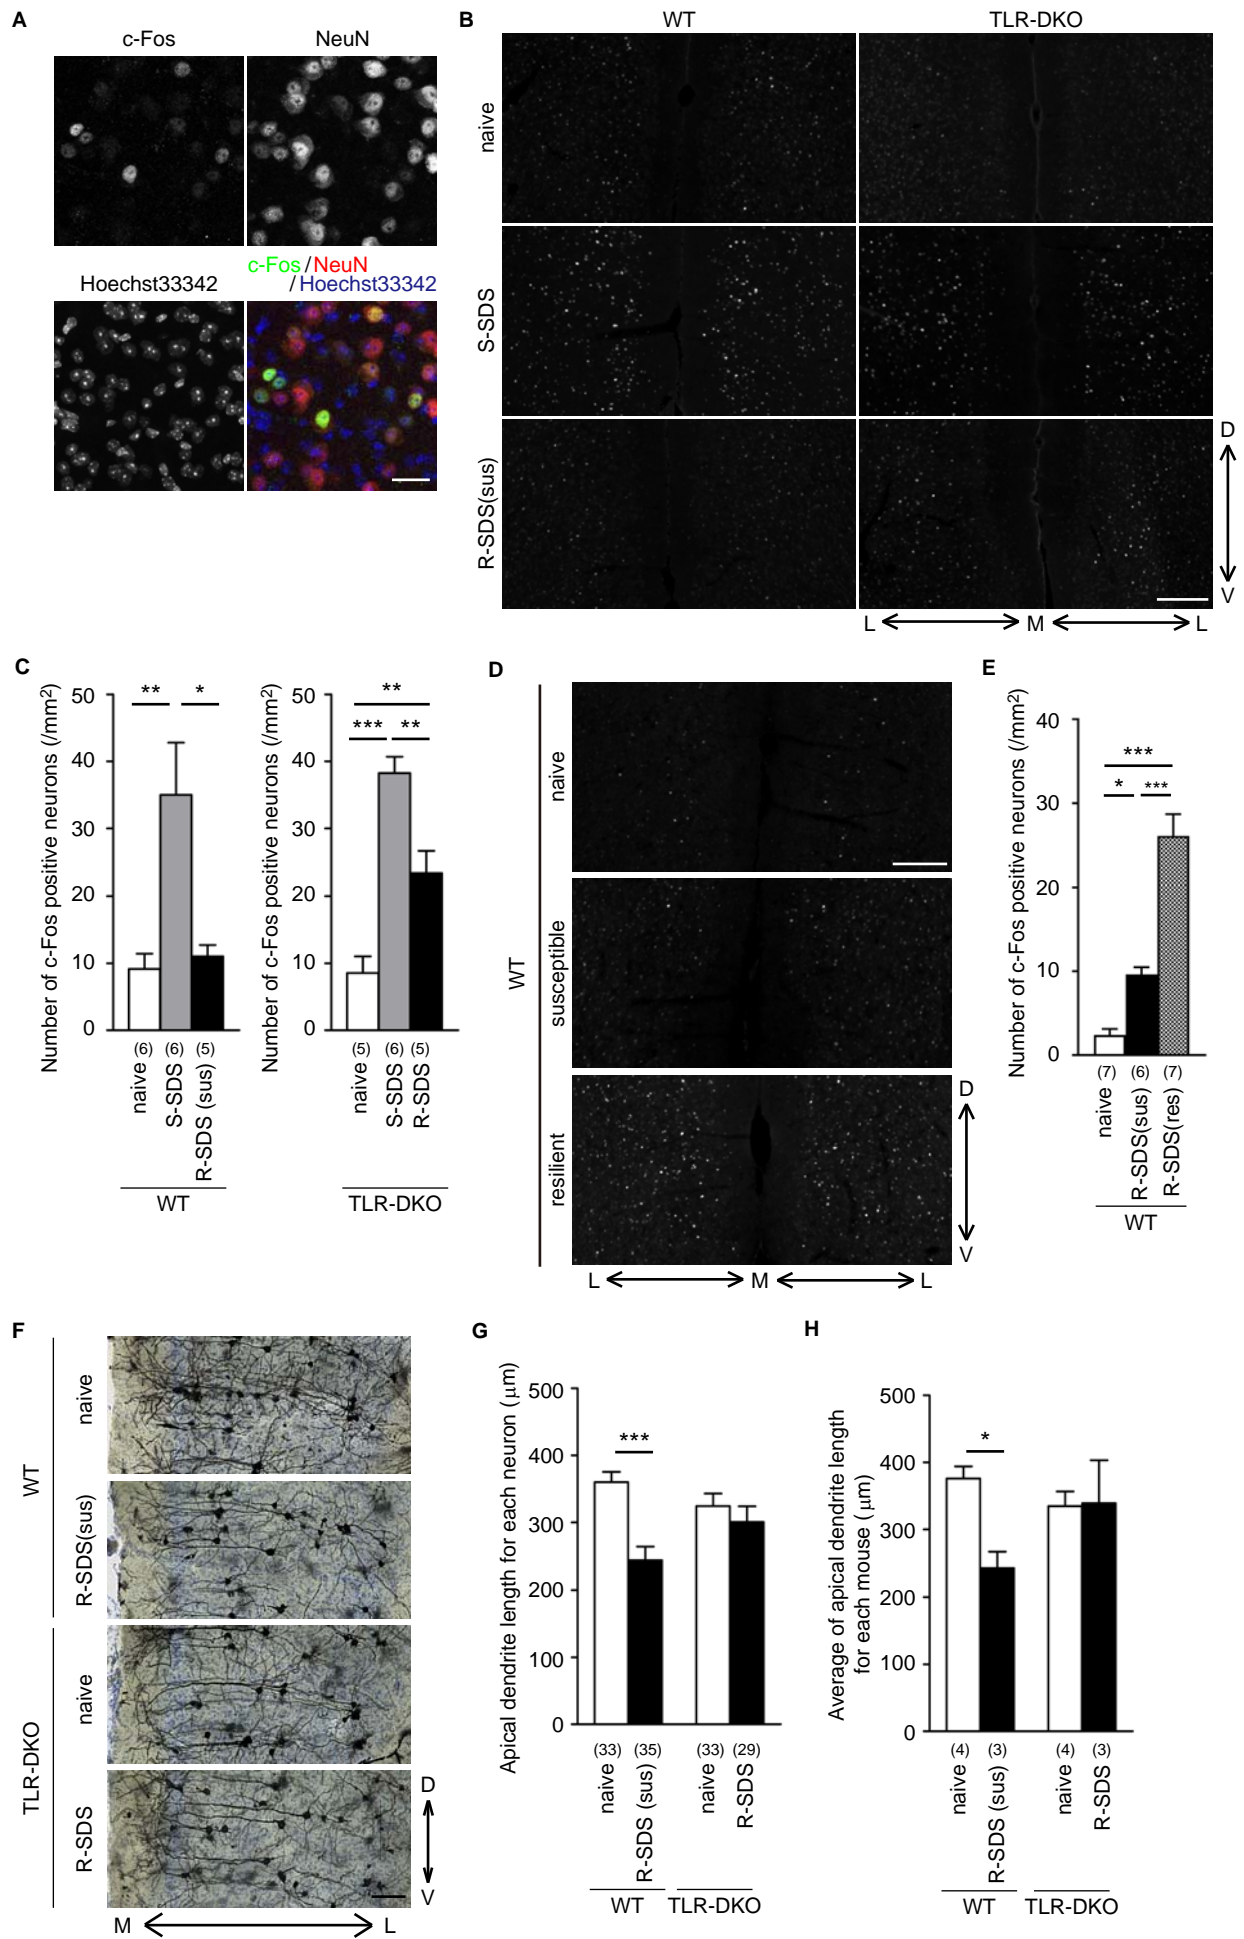 A
c-Fos
NeuN
Hoechst33342
c-Fos/NeuN
/Hoechst33342
B
WT
TLR-DKO
naive
S-SDS
R-SDS(sus)
D
V
L
M
L
C
Number of c-Fos positive neurons (/mm2)
50
40
30
20
10
0
**
*
(6)
(6)
(5)
naive
S-SDS
R-SDS (sus)
WT
Number of c-Fos positive neurons (/mm2)
50
40
30
20
10
0
**
***
**
(5)
(6)
(5)
naive
S-SDS
R-SDS
TLR-DKO
D
WT
naive
susceptible
resilient
D
V
L
M
L
E
Number of c-Fos positive neurons (/mm2)
40
30
20
10
0
***
*
***
(7)
(6)
(7)
naive
R-SDS(sus)
R-SDS(res)
WT
F
WT
naive
R-SDS(sus)
TLR-DKO
naive
R-SDS
D
V
M
L
G
Apical dendrite length for each neuron (μm)
500
400
300
200
100
0
***
(33)
(35)
(33)
(29)
naive
R-SDS (sus)
naive
R-SDS
WT
TLR-DKO
H
Average of apical dendrite length
for each mouse (μm)
500
400
300
200
100
0
*
(4)
(3)
(4)
(3)
naive
R-SDS (sus)
naive
R-SDS
WT
TLR-DKO